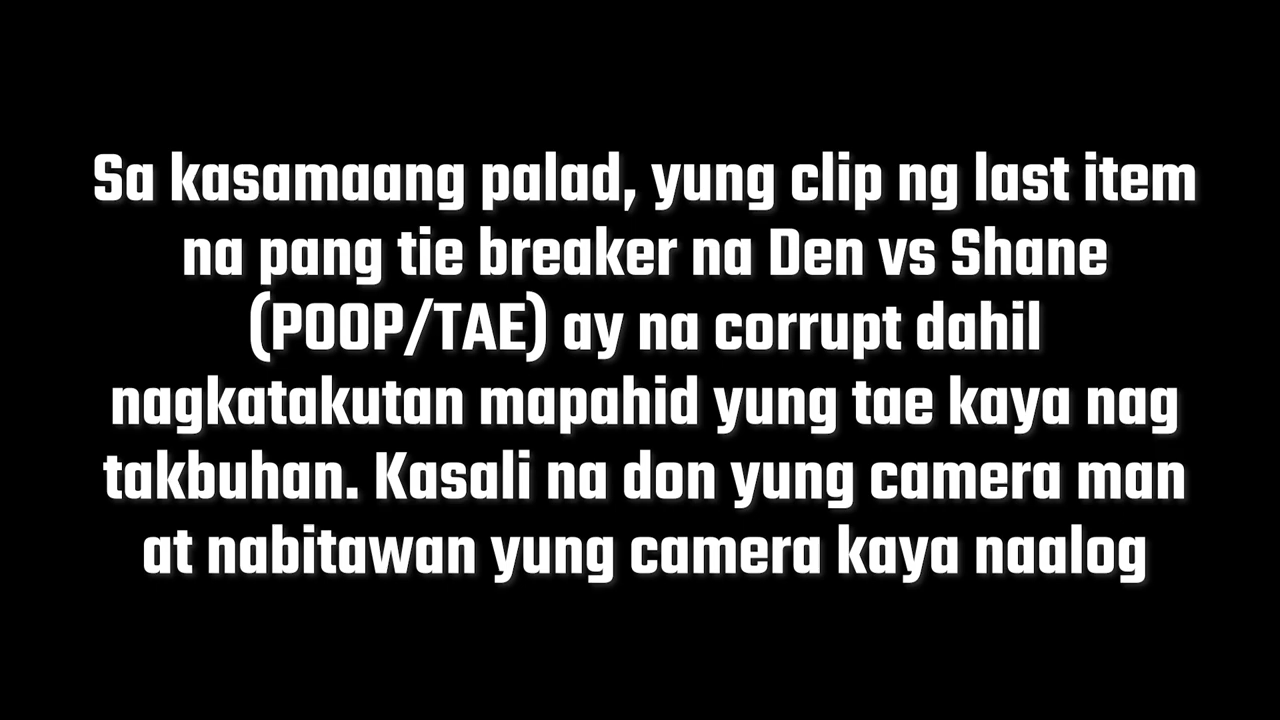 Sa kasamaang palad, yung clip ng last item
na pang tie breaker na Den vs Shane
(POOP/TAE) ay na corrupt dahil
nagkatakutan mapahid yung tae kaya nag
takbuhan. Kasali na don yung camera man
at nabitawan yung camera kaya naalog